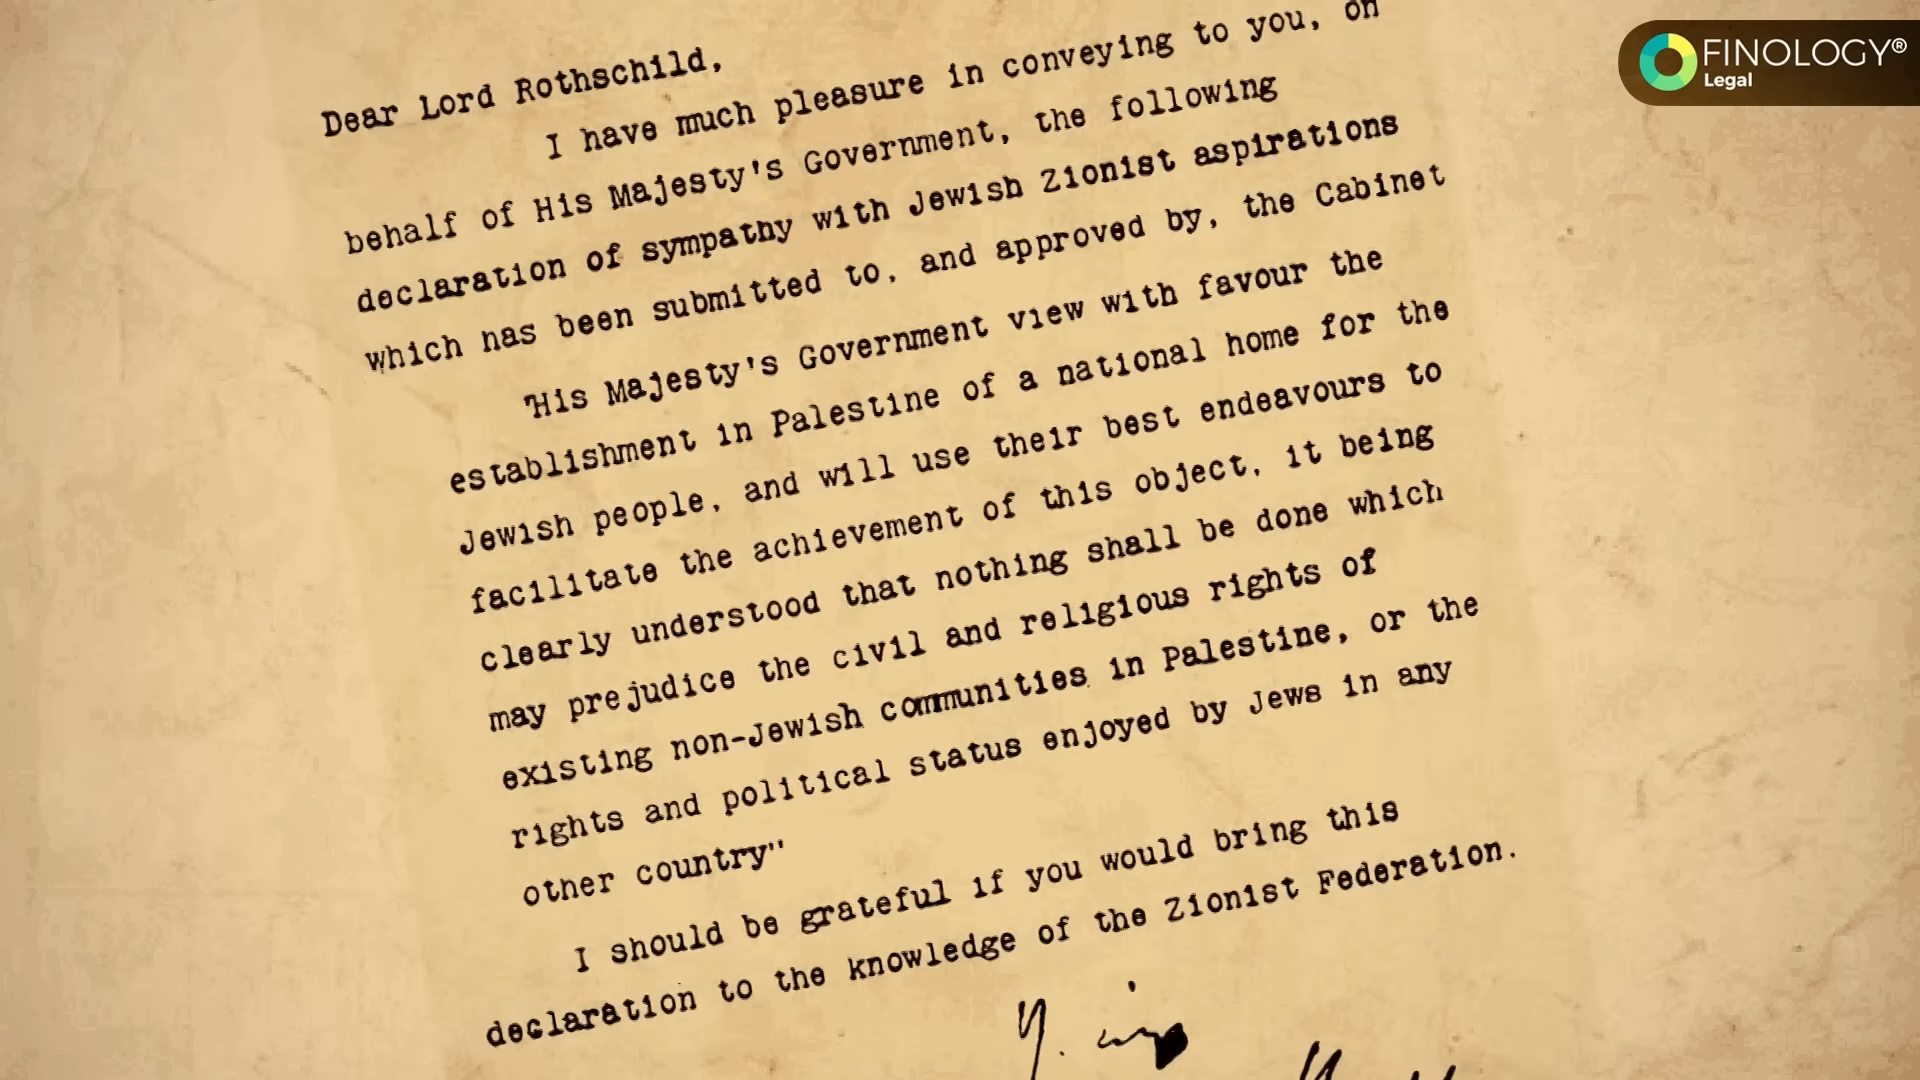 FINOLOGY®
Legal
Dear Lord Rothschild,
I have much pleasure in conveying to you, on
behalf of His Majesty's Government, the following
declaration of sympathy with Jewish Zionist aspirations
which has been submitted to, and approved by, the Cabinet
"His Majesty's Government view with favour the
establishment in Palestine of a national home for the
Jewish people, and will use their best endeavours to
facilitate the achievement of this object, it being
clearly understood that nothing shall be done which
may prejudice the civil and religious rights of
existing non-Jewish communities in Palestine, or the
rights and political status enjoyed by Jews in any
other country"
I should be grateful if you would bring this
declaration to the knowledge of the Zionist Federation.